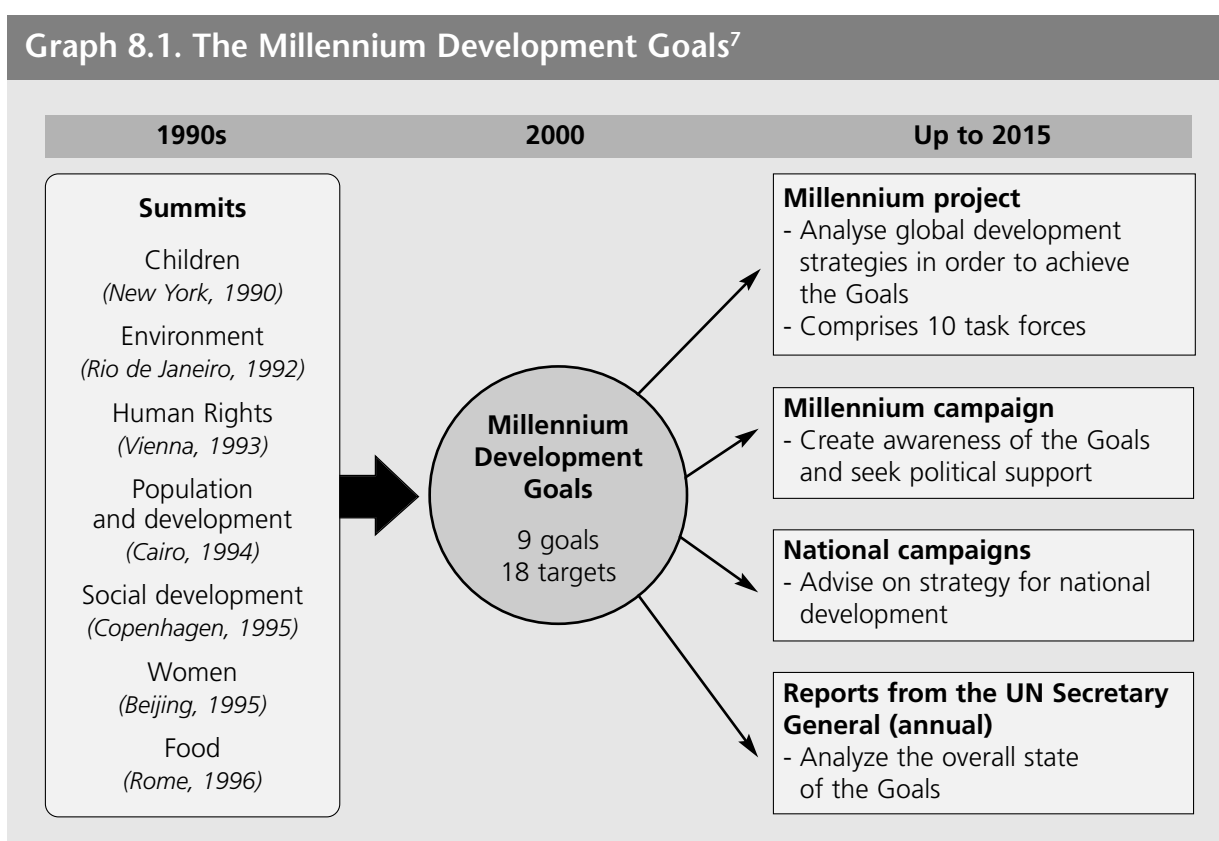 Graph 8.1. The Millennium Development Goals7
1990s
2000
Up to 2015
Summits
Children
(New York, 1990)
Environment
(Rio de Janeiro, 1992)
Human Rights
(Vienna, 1993)
Population
and development
(Cairo, 1994)
Social development
(Copenhagen, 1995)
Women
(Beijing, 1995)
Food
(Rome, 1996)
Millennium
Development
Goals
9 goals
18 targets
Millennium project
- Analyse global development
strategies in order to achieve
the Goals
- Comprises 10 task forces
Millennium campaign
- Create awareness of the Goals
and seek political support
National campaigns
- Advise on strategy for national
development
Reports from the UN Secretary
General (annual)
- Analyze the overall state
of the Goals